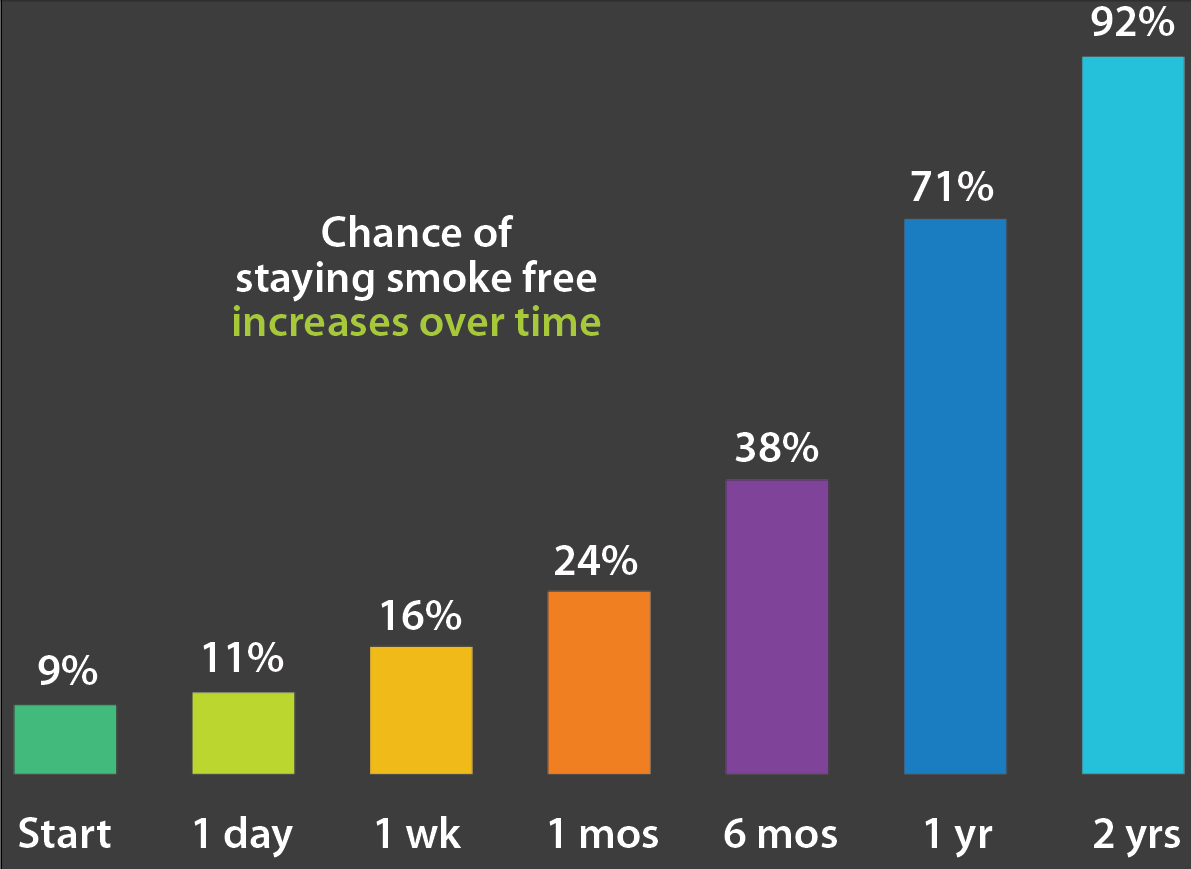 92%
71%
Chance of
staying smoke free
increases over time
38%
24%
16%
11%
9%
Start
1 day
1 wk
1 mos
6 mos
1 yr
2 yrs